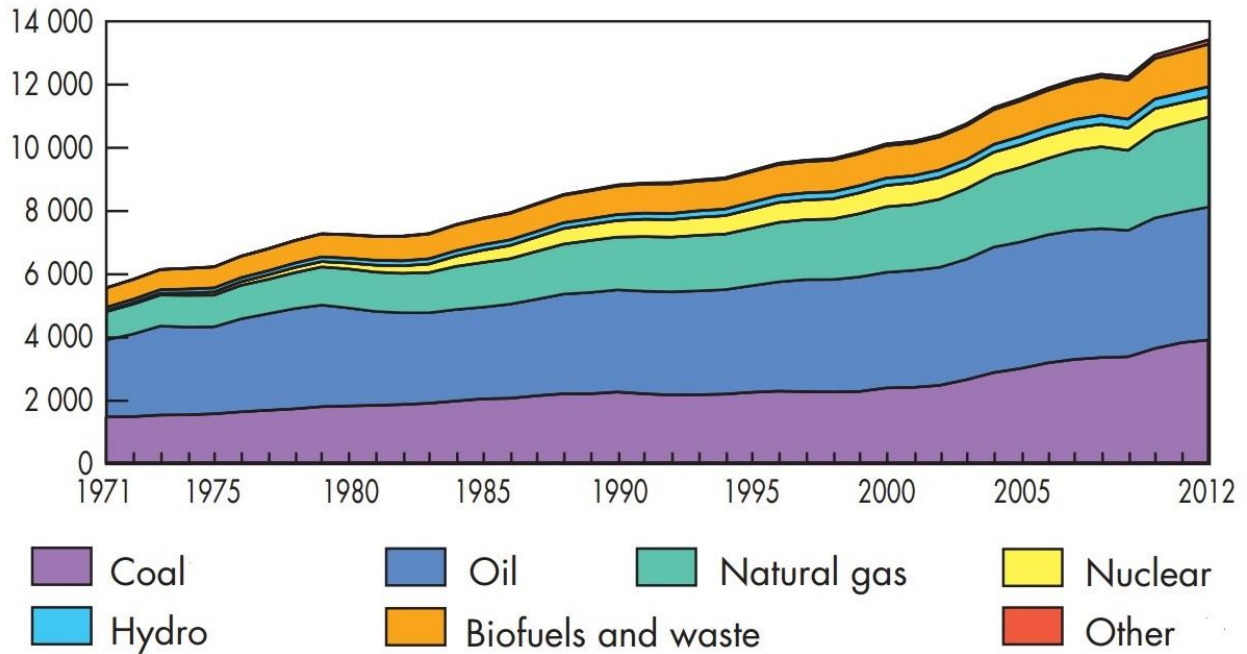 14 000
12 000
10 000
8 000
6 000
4 000
2 000
0
1971 1975 1980 1985 1990 1995 2000 2005 2012
Coal Oil Natural gas Nuclear
Hydro Biofuels and waste Other